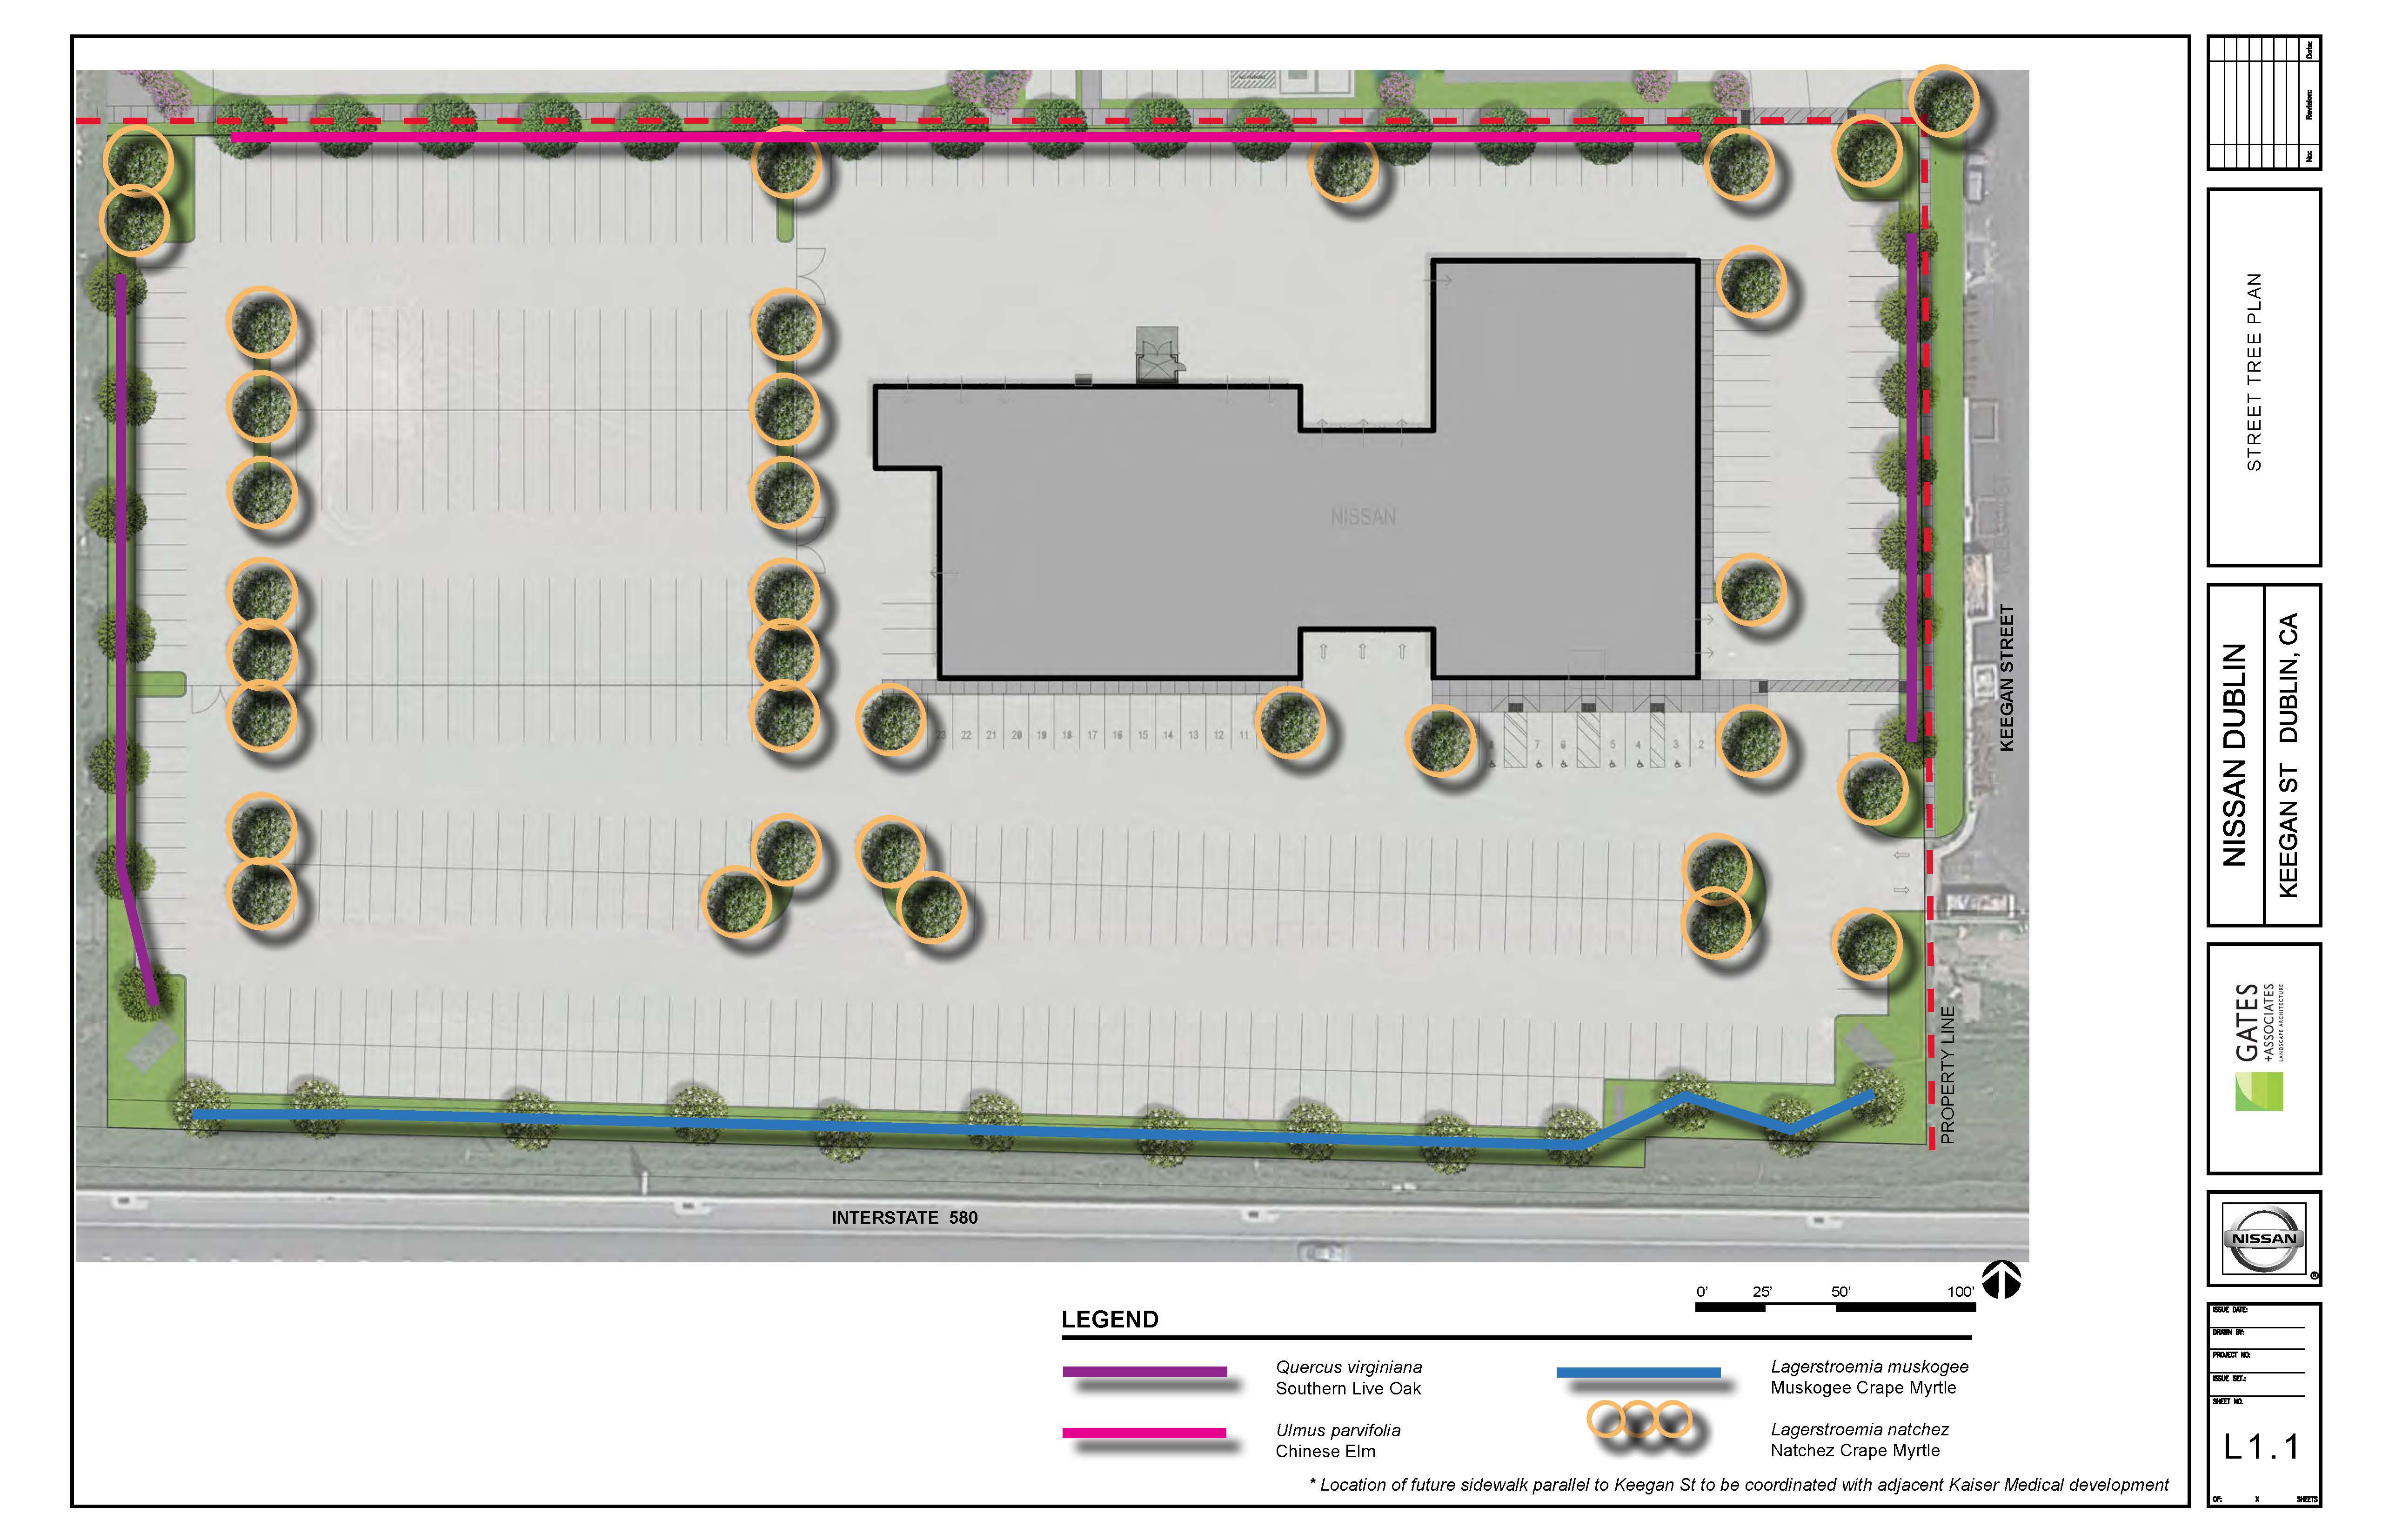 NISSAN
23 22 21 20 19 18 17 16 15 14 13 12 11
8 7 6 5 4 3 2
KEEGAN STREET
PROPERTY LINE
INTERSTATE 580
0' 25' 50' 100'
LEGEND
Quercus virginiana
Southern Live Oak
Ulmus parvifolia
Chinese Elm
Lagerstroemia muskogee
Muskogee Crape Myrtle
Lagerstroemia natchez
Natchez Crape Myrtle
* Location of future sidewalk parallel to Keegan St to be coordinated with adjacent Kaiser Medical development
No: Revision: Date:
STREET TREE PLAN
NISSAN DUBLIN
KEEGAN ST DUBLIN, CA
GATES
+ASSOCIATES
LANDSCAPE ARCHITECTURE
NISSAN
®
ISSUE DATE:
DRAWN BY:
PROJECT NO:
ISSUE SET.:
SHEET NO.
L1.1
OF: X SHEETS